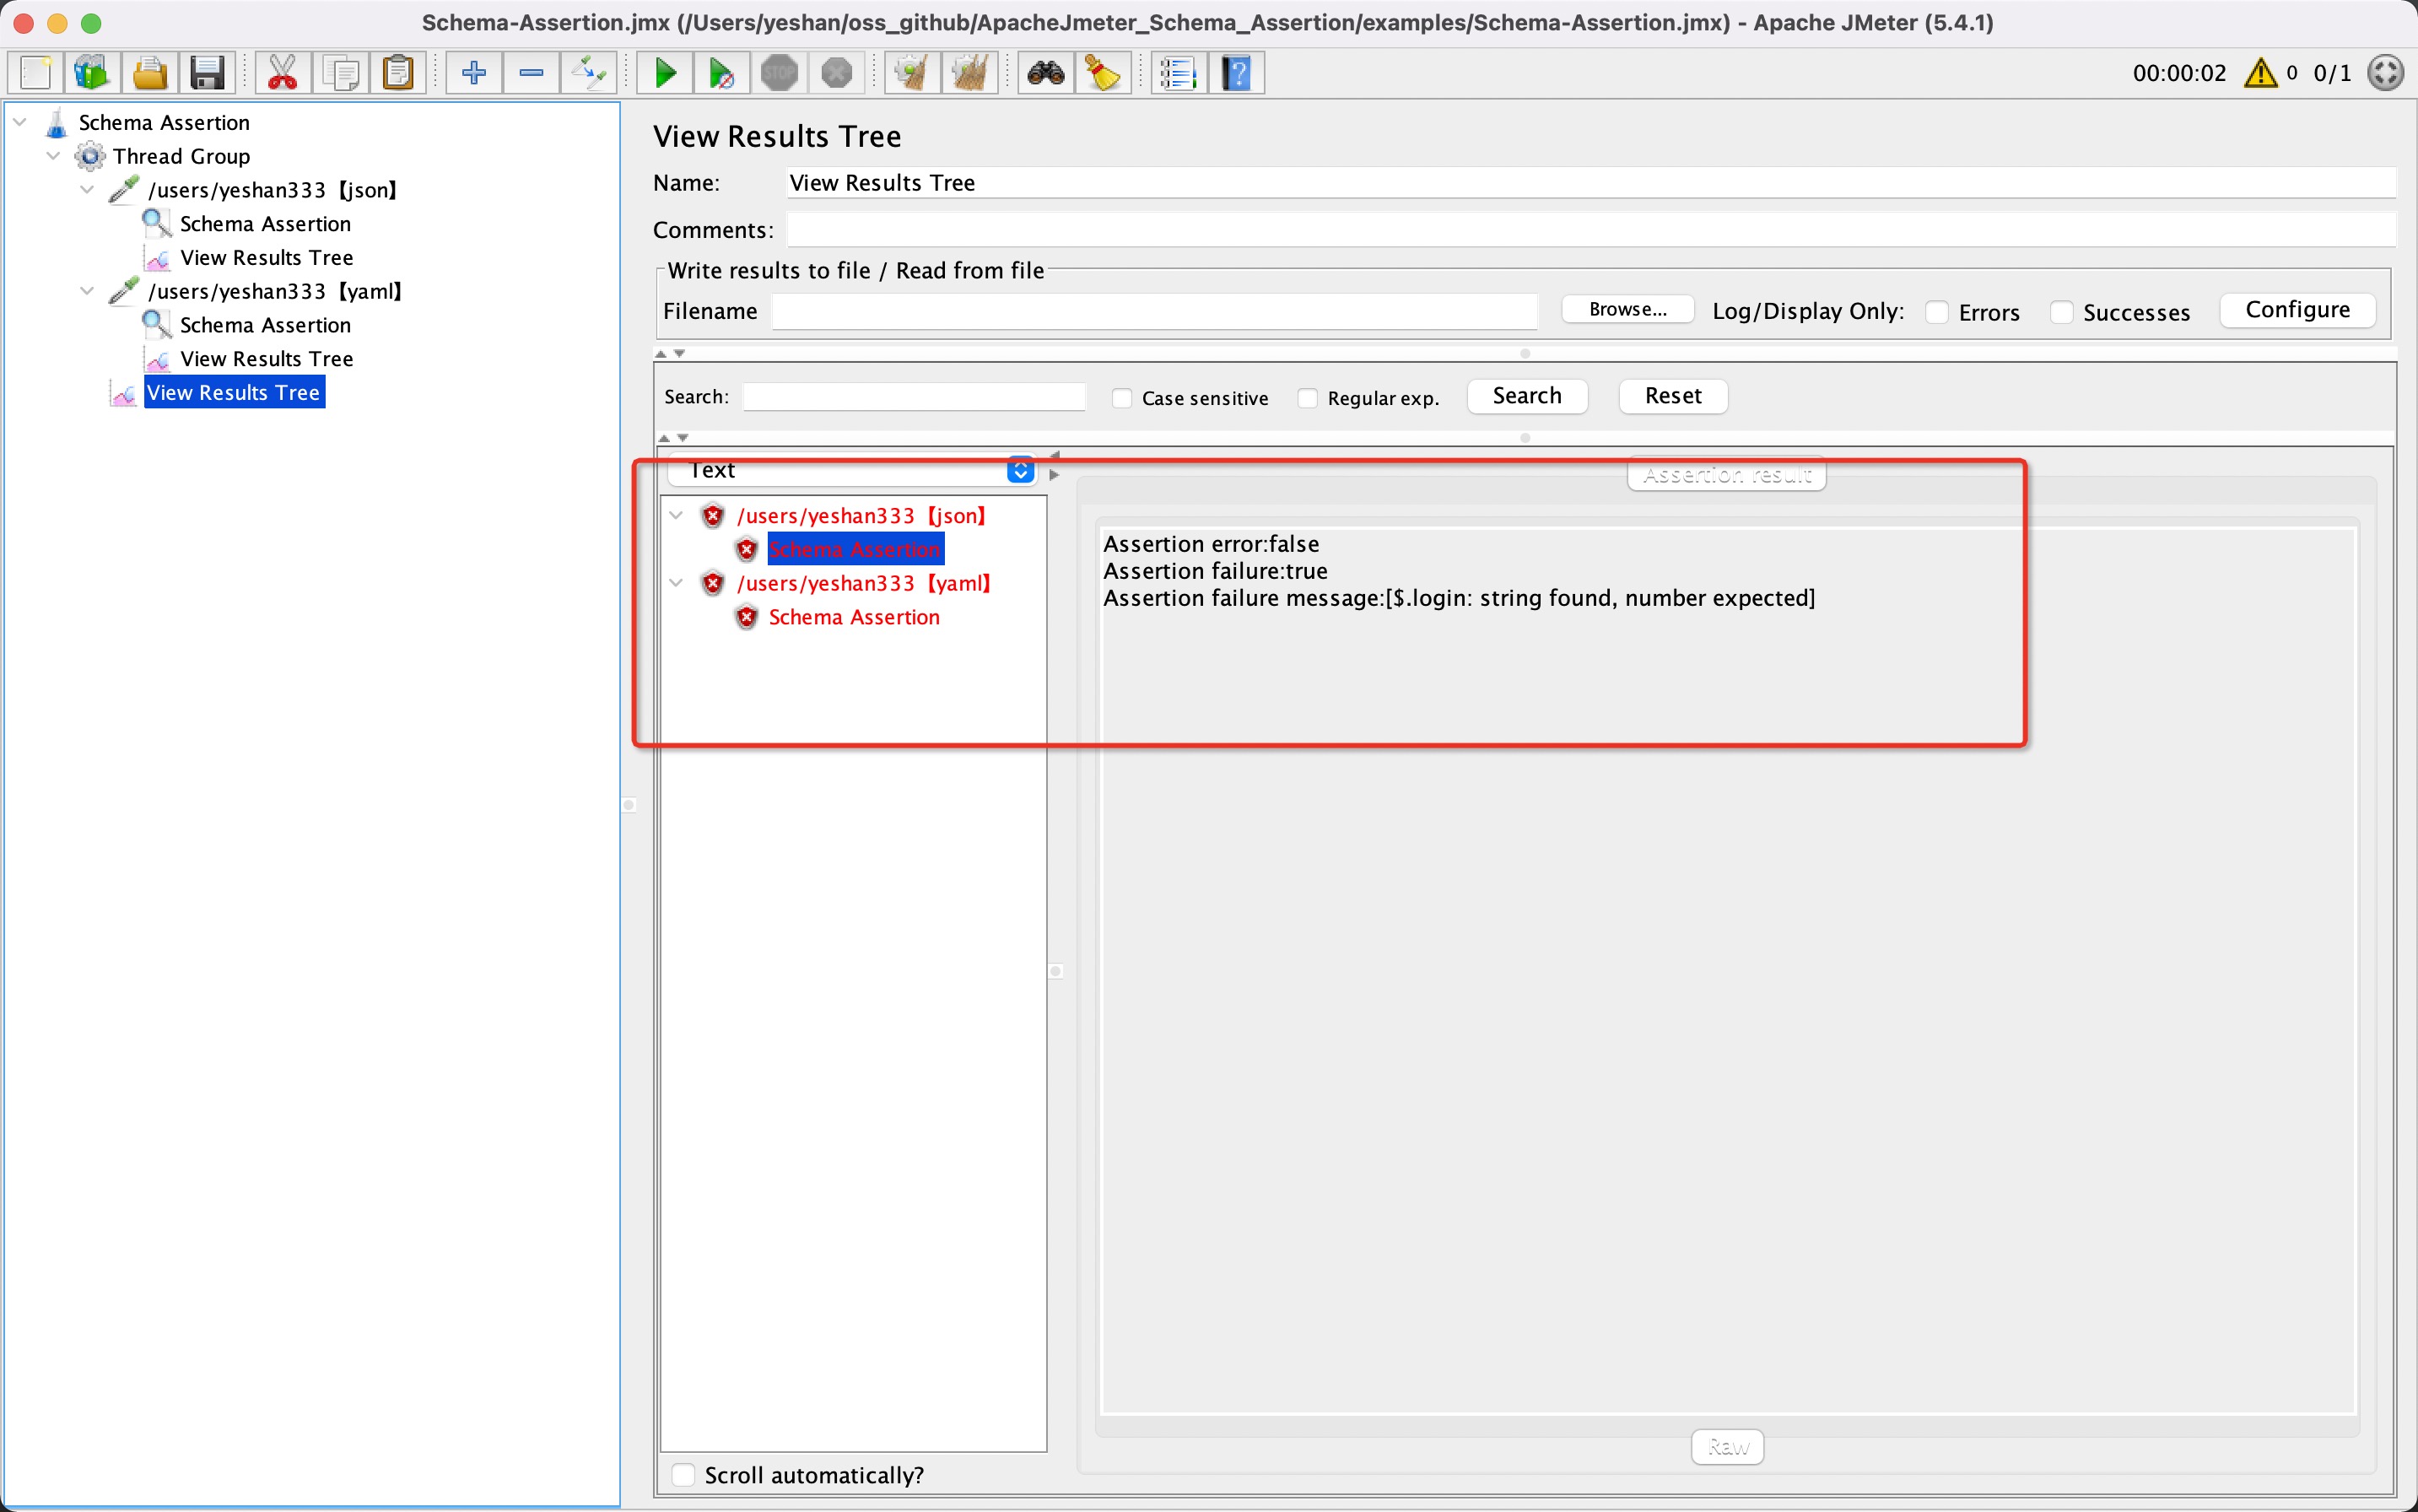 Schema-Assertion.jmx (/Users/yeshan/oss_github/ApacheJmeter_Schema_Assertion/examples/Schema-Assertion.jmx) - Apache JMeter (5.4.1)
STOP
00:00:02
0
0/1
Schema Assertion
Thread Group
/users/yeshan333【json】
Schema Assertion
View Results Tree
/users/yeshan333【yaml】
Schema Assertion
View Results Tree
View Results Tree
View Results Tree
Name: View Results Tree
Comments:
Write results to file / Read from file
Filename Browse... Log/Display Only: Errors Successes Configure
Search: Case sensitive Regular exp. Search Reset
Text
/users/yeshan333【json】
Schema Assertion
/users/yeshan333【yaml】
Schema Assertion
Scroll automatically?
Assertion result
Assertion error:false
Assertion failure:true
Assertion failure message:[$.login: string found, number expected]
Raw